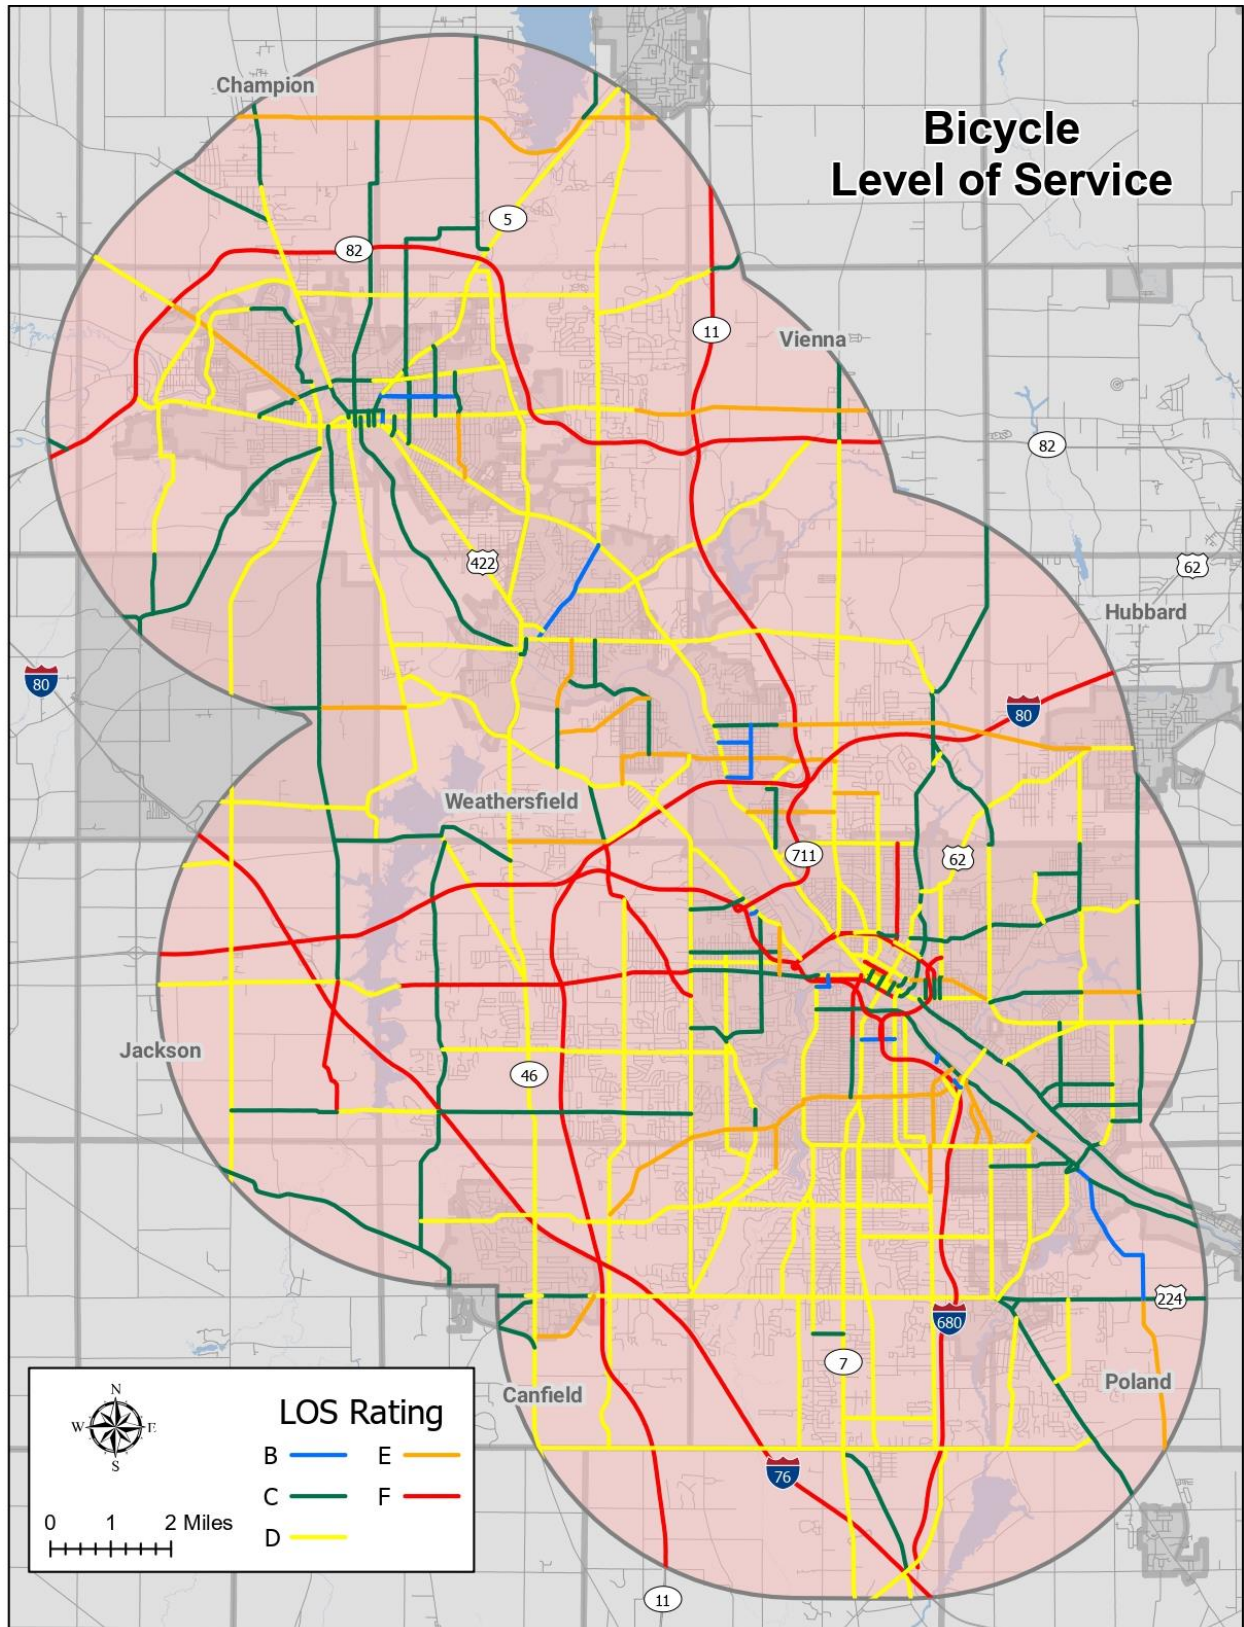 Champion
Bicycle
Level of Service
5
82
11
Vienna
82
422
62
Hubbard
80
80
Weathersfield
711
62
Jackson
46
224
680
7
Poland
Canfield
76
11
N
W E
S
LOS Rating
B E
C F
D
0 1 2 Miles